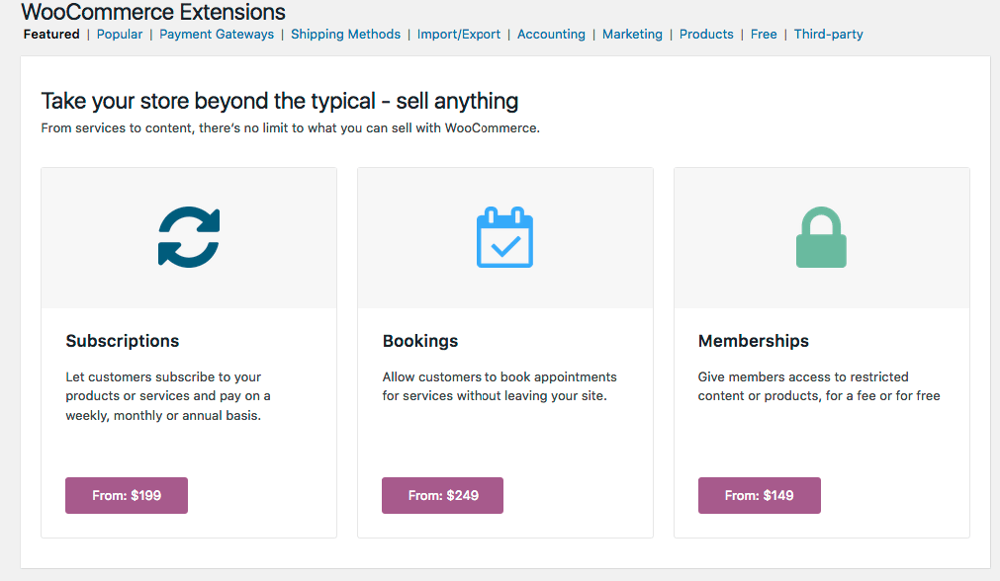 WooCommerce Extensions
Featured | Popular | Payment Gateways | Shipping Methods | Import/Export | Accounting | Marketing | Products | Free | Third-party
Take your store beyond the typical - sell anything
From services to content, there's no limit to what you can sell with WooCommerce.
Subscriptions
Let customers subscribe to your
products or services and pay on a
weekly, monthly or annual basis.
From: $199
Bookings
Allow customers to book appointments
for services without leaving your site.
From: $249
Memberships
Give members access to restricted
content or products, for a fee or for free
From: $149